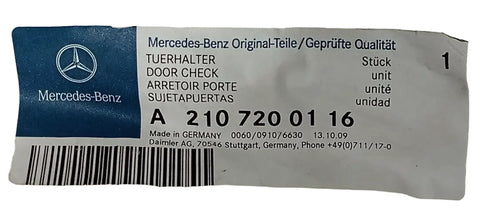 Mercedes-Benz
Mercedes-Benz Original-Teile/Geprüfte Qualität
TUERHALTER Stück 1
DOOR CHECK unit
ARRETOIR PORTE unité
SUJETAPUERTAS unidad
A 210 720 01 16
Made in GERMANY 0060/0910/6630 13.10.09
Daimler AG, 70546 Stuttgart, Germany, Phone +49(0)711/17-0